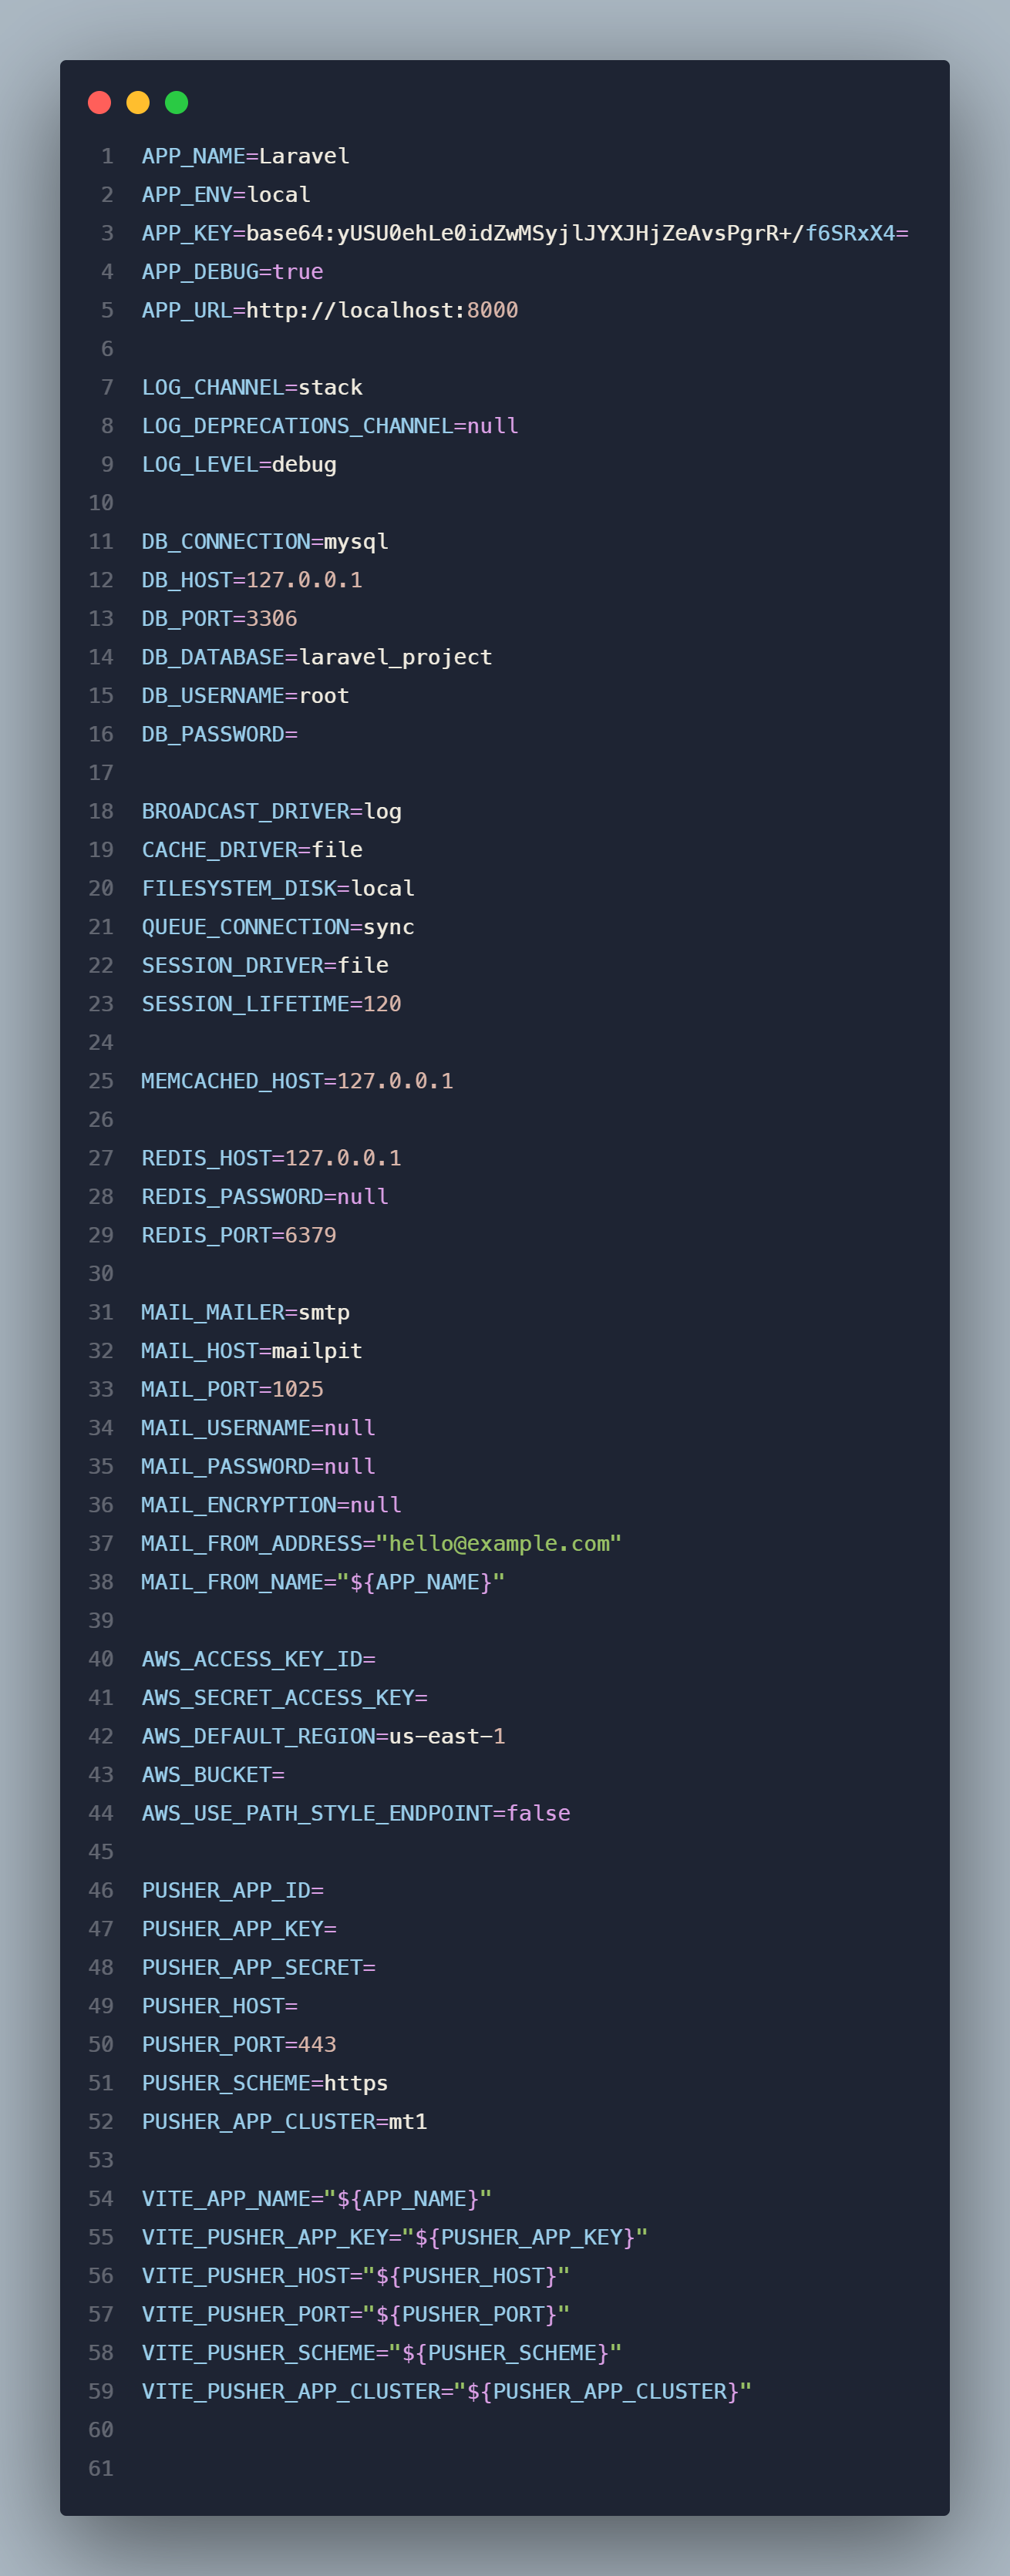 1 APP_NAME=Laravel
2 APP_ENV=local
3 APP_KEY=base64:yUSU0ehLe0idZwMSyjlJYXJHjZeAvsPgrR+/f6SRxX4=
4 APP_DEBUG=true
5 APP_URL=http://localhost:8000
6
7 LOG_CHANNEL=stack
8 LOG_DEPRECATIONS_CHANNEL=null
9 LOG_LEVEL=debug
10
11 DB_CONNECTION=mysql
12 DB_HOST=127.0.0.1
13 DB_PORT=3306
14 DB_DATABASE=laravel_project
15 DB_USERNAME=root
16 DB_PASSWORD=
17
18 BROADCAST_DRIVER=log
19 CACHE_DRIVER=file
20 FILESYSTEM_DISK=local
21 QUEUE_CONNECTION=sync
22 SESSION_DRIVER=file
23 SESSION_LIFETIME=120
24
25 MEMCACHED_HOST=127.0.0.1
26
27 REDIS_HOST=127.0.0.1
28 REDIS_PASSWORD=null
29 REDIS_PORT=6379
30
31 MAIL_MAILER=smtp
32 MAIL_HOST=mailpit
33 MAIL_PORT=1025
34 MAIL_USERNAME=null
35 MAIL_PASSWORD=null
36 MAIL_ENCRYPTION=null
37 MAIL_FROM_ADDRESS="hello@example.com"
38 MAIL_FROM_NAME="${APP_NAME}"
39
40 AWS_ACCESS_KEY_ID=
41 AWS_SECRET_ACCESS_KEY=
42 AWS_DEFAULT_REGION=us-east-1
43 AWS_BUCKET=
44 AWS_USE_PATH_STYLE_ENDPOINT=false
45
46 PUSHER_APP_ID=
47 PUSHER_APP_KEY=
48 PUSHER_APP_SECRET=
49 PUSHER_HOST=
50 PUSHER_PORT=443
51 PUSHER_SCHEME=https
52 PUSHER_APP_CLUSTER=mt1
53
54 VITE_APP_NAME="${APP_NAME}"
55 VITE_PUSHER_APP_KEY="${PUSHER_APP_KEY}"
56 VITE_PUSHER_HOST="${PUSHER_HOST}"
57 VITE_PUSHER_PORT="${PUSHER_PORT}"
58 VITE_PUSHER_SCHEME="${PUSHER_SCHEME}"
59 VITE_PUSHER_APP_CLUSTER="${PUSHER_APP_CLUSTER}"
60
61